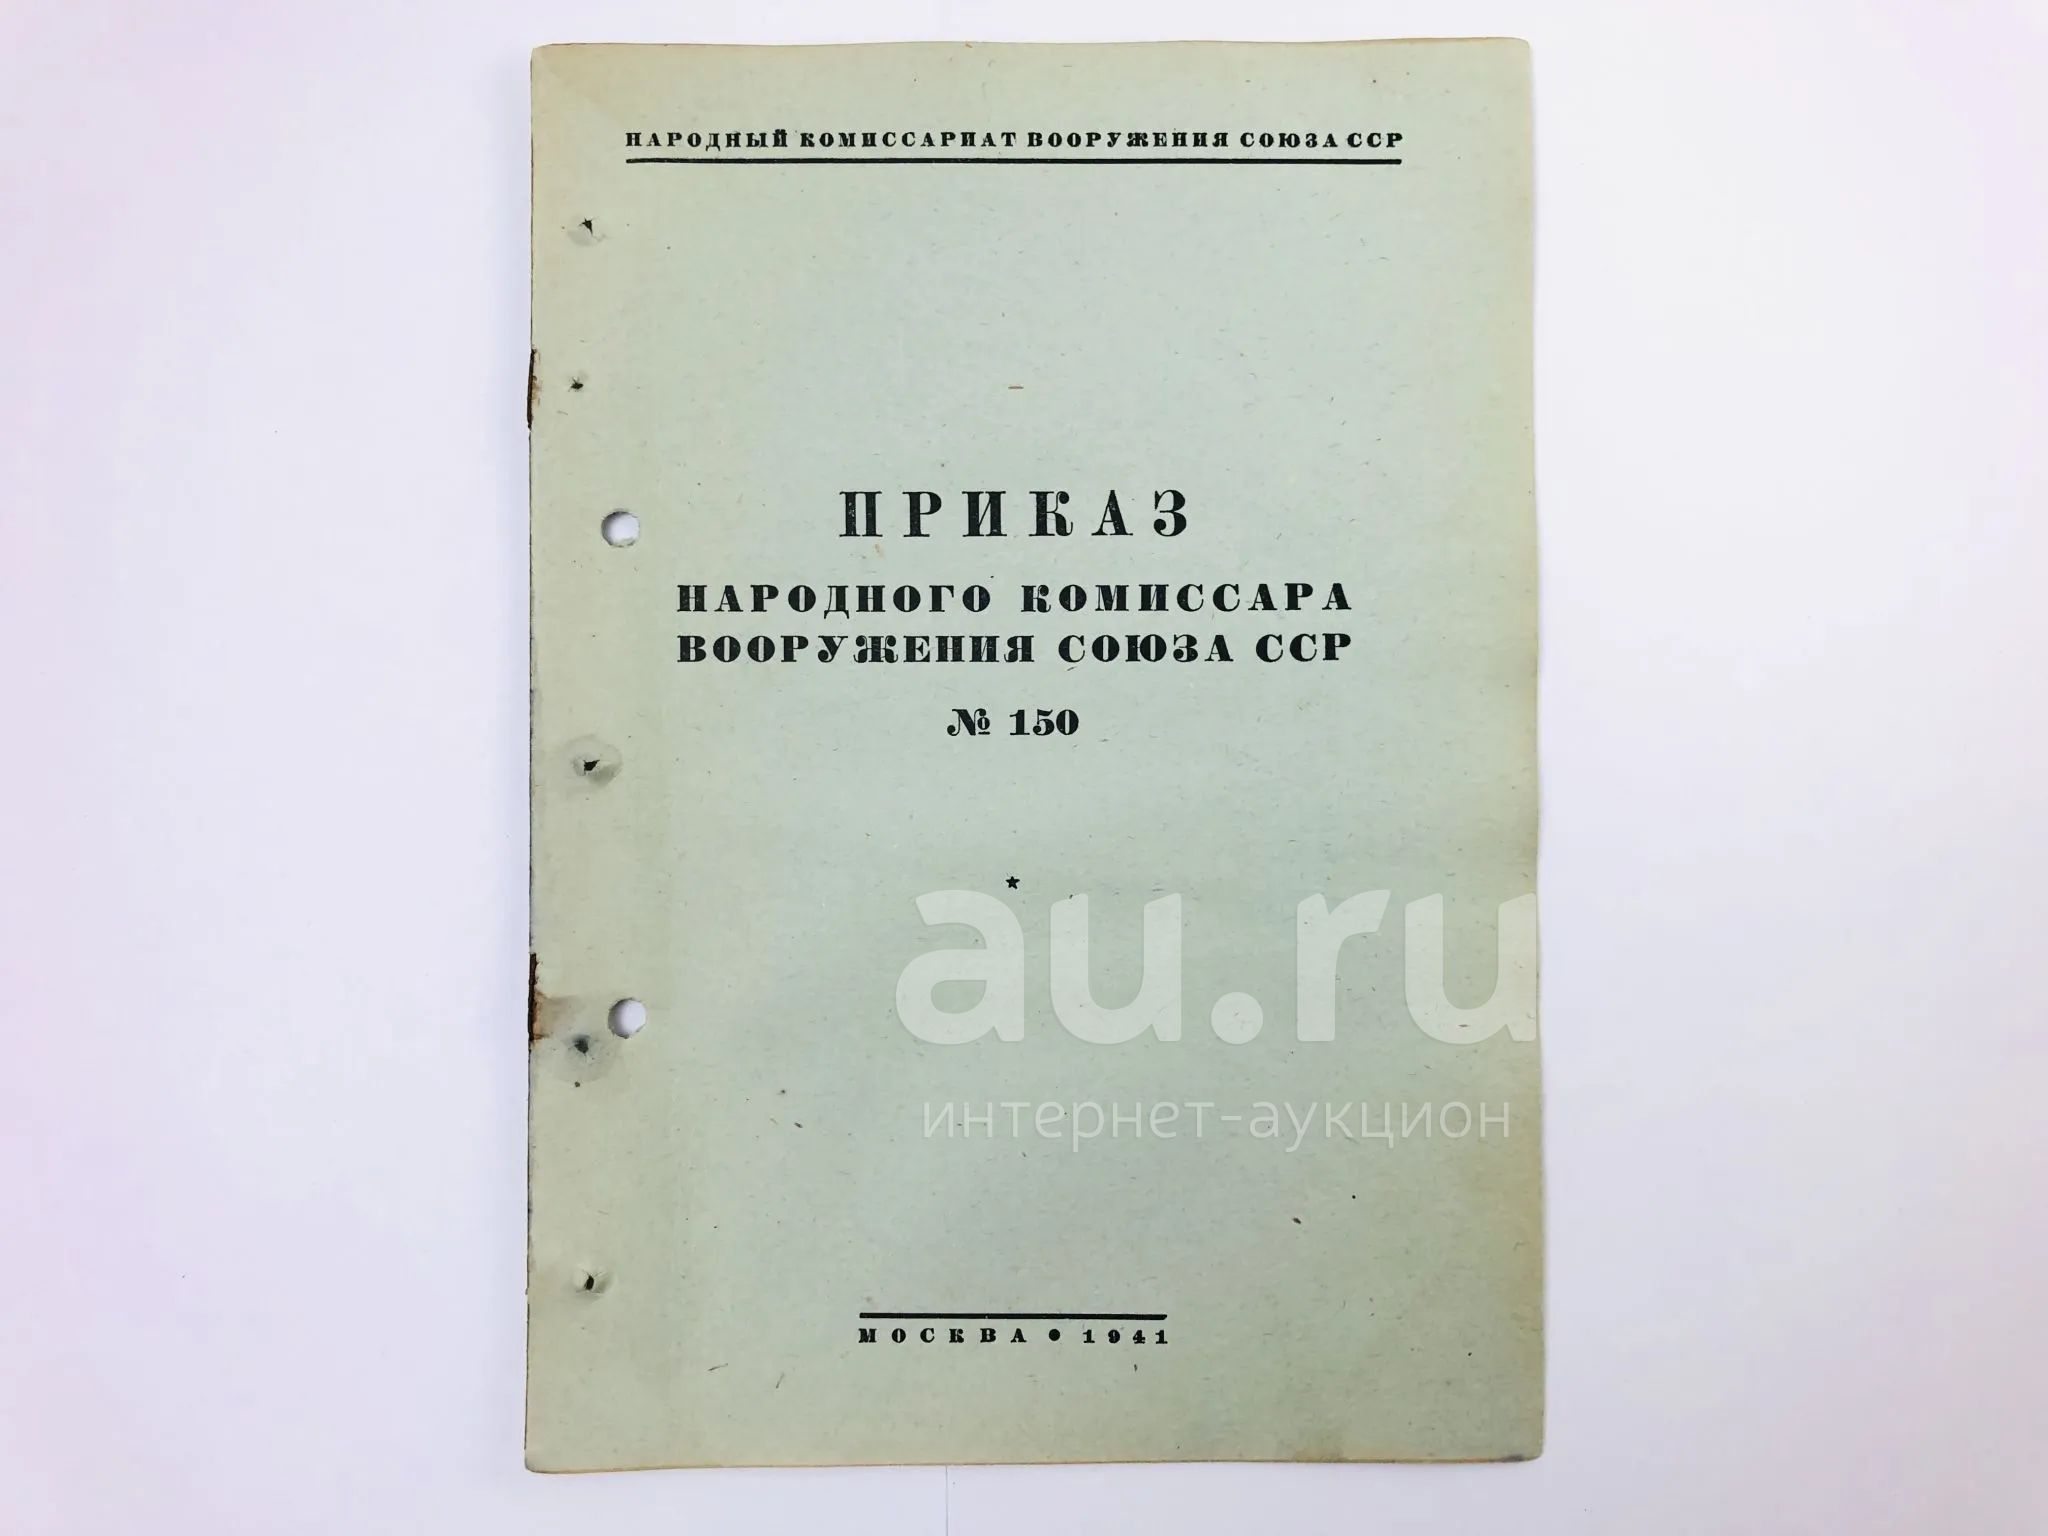 НАРОДНЫЙ КОМИССАРИАТ ВООРУЖЕНИЯ СОЮЗА ССР
ПРИКАЗ
НАРОДНОГО КОМИССАРА
ВООРУЖЕНИЯ СОЮЗА ССР
№ 150
au.ru
интернет-аукцион
МОСКВА • 1941